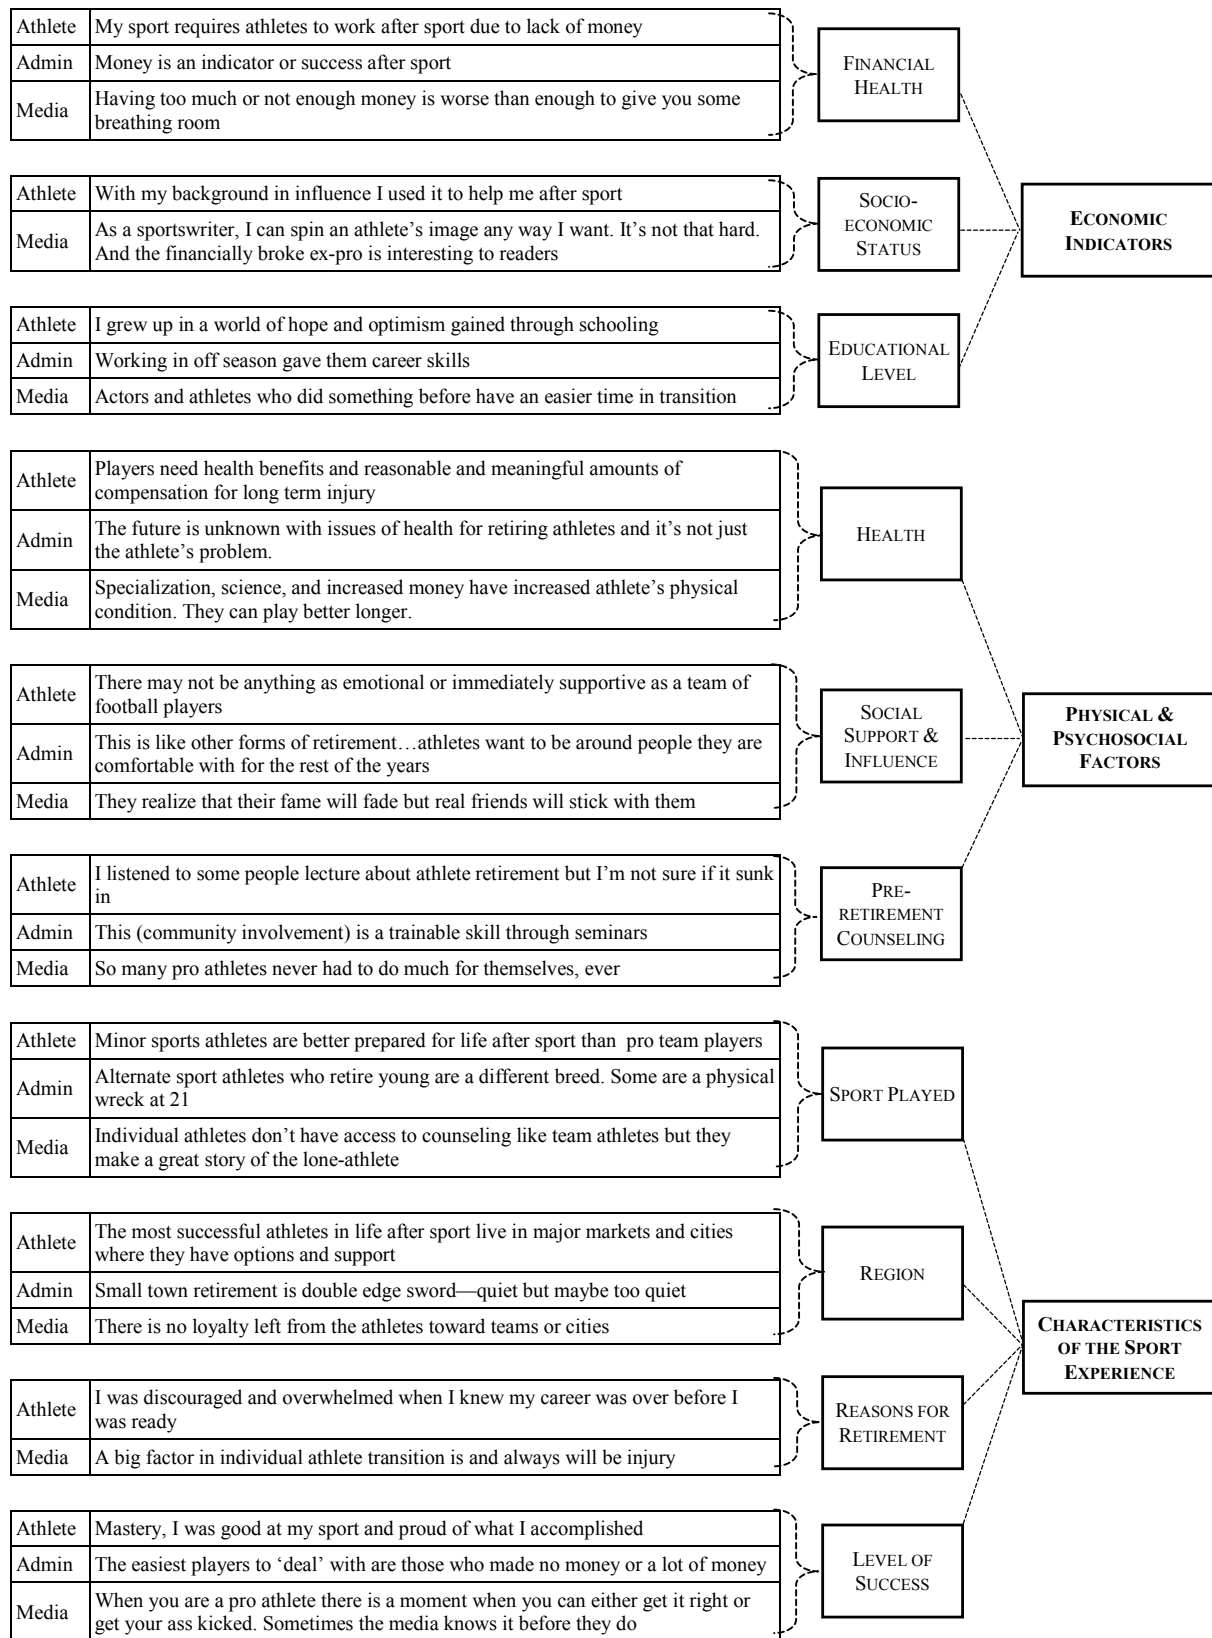 Athlete My sport requires athletes to work after sport due to lack of money
Admin Money is an indicator or success after sport
Media Having too much or not enough money is worse than enough to give you some
breathing room
FINANCIAL
HEALTH
Athlete With my background in influence I used it to help me after sport
Media As a sportswriter, I can spin an athlete's image any way I want. It's not that hard.
And the financially broke ex-pro is interesting to readers
SOCIO-
ECONOMIC
STATUS
ECONOMIC
INDICATORS
Athlete I grew up in a world of hope and optimism gained through schooling
Admin Working in off season gave them career skills
Media Actors and athletes who did something before have an easier time in transition
EDUCATIONAL
LEVEL
Athlete Players need health benefits and reasonable and meaningful amounts of
compensation for long term injury
Admin The future is unknown with issues of health for retiring athletes and it's not just
the athlete's problem.
Media Specialization, science, and increased money have increased athlete's physical
condition. They can play better longer.
HEALTH
Athlete There may not be anything as emotional or immediately supportive as a team of
football players
Admin This is like other forms of retirement…athletes want to be around people they are
comfortable with for the rest of the years
Media They realize that their fame will fade but real friends will stick with them
SOCIAL
SUPPORT &
INFLUENCE
PHYSICAL &
PSYCHOSOCIAL
FACTORS
Athlete I listened to some people lecture about athlete retirement but I'm not sure if it sunk
in
Admin This (community involvement) is a trainable skill through seminars
Media So many pro athletes never had to do much for themselves, ever
PRE-
RETIREMENT
COUNSELING
Athlete Minor sports athletes are better prepared for life after sport than pro team players
Admin Alternate sport athletes who retire young are a different breed. Some are a physical
wreck at 21
Media Individual athletes don't have access to counseling like team athletes but they
make a great story of the lone-athlete
SPORT PLAYED
Athlete The most successful athletes in life after sport live in major markets and cities
where they have options and support
Admin Small town retirement is double edge sword—quiet but maybe too quiet
Media There is no loyalty left from the athletes toward teams or cities
REGION
CHARACTERISTICS
OF THE SPORT
EXPERIENCE
Athlete I was discouraged and overwhelmed when I knew my career was over before I
was ready
Media A big factor in individual athlete transition is and always will be injury
REASONS FOR
RETIREMENT
Athlete Mastery, I was good at my sport and proud of what I accomplished
Admin The easiest players to 'deal' with are those who made no money or a lot of money
Media When you are a pro athlete there is a moment when you can either get it right or
get your ass kicked. Sometimes the media knows it before they do
LEVEL OF
SUCCESS